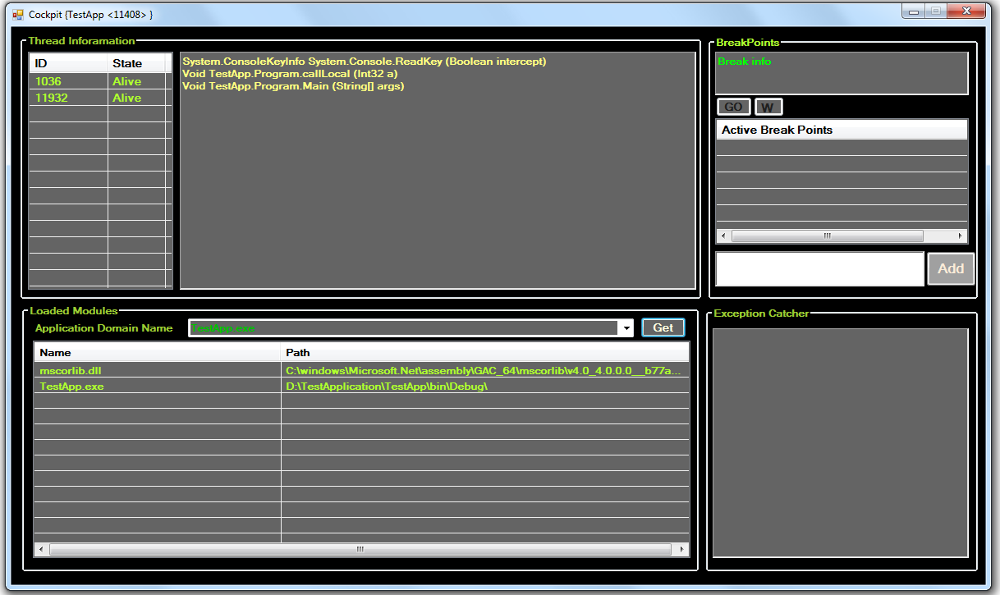 Cockpit {TestApp <11408> }
Thread Inforamation
ID State
1036 Alive
11932 Alive
System.ConsoleKeyInfo System.Console.ReadKey (Boolean intercept)
Void TestApp.Program.callLocal (Int32 a)
Void TestApp.Program.Main (String[] args)
BreakPoints
Break info
GO W
Active Break Points
Add
Loaded Modules
Application Domain Name TestApp.exe Get
Name Path
mscorlib.dll C:\windows\Microsoft.Net\assembly\GAC_64\mscorlib\v4.0_4.0.0.0__b77a...
TestApp.exe D:\TestApplication\TestApp\bin\Debug\
Exception Catcher